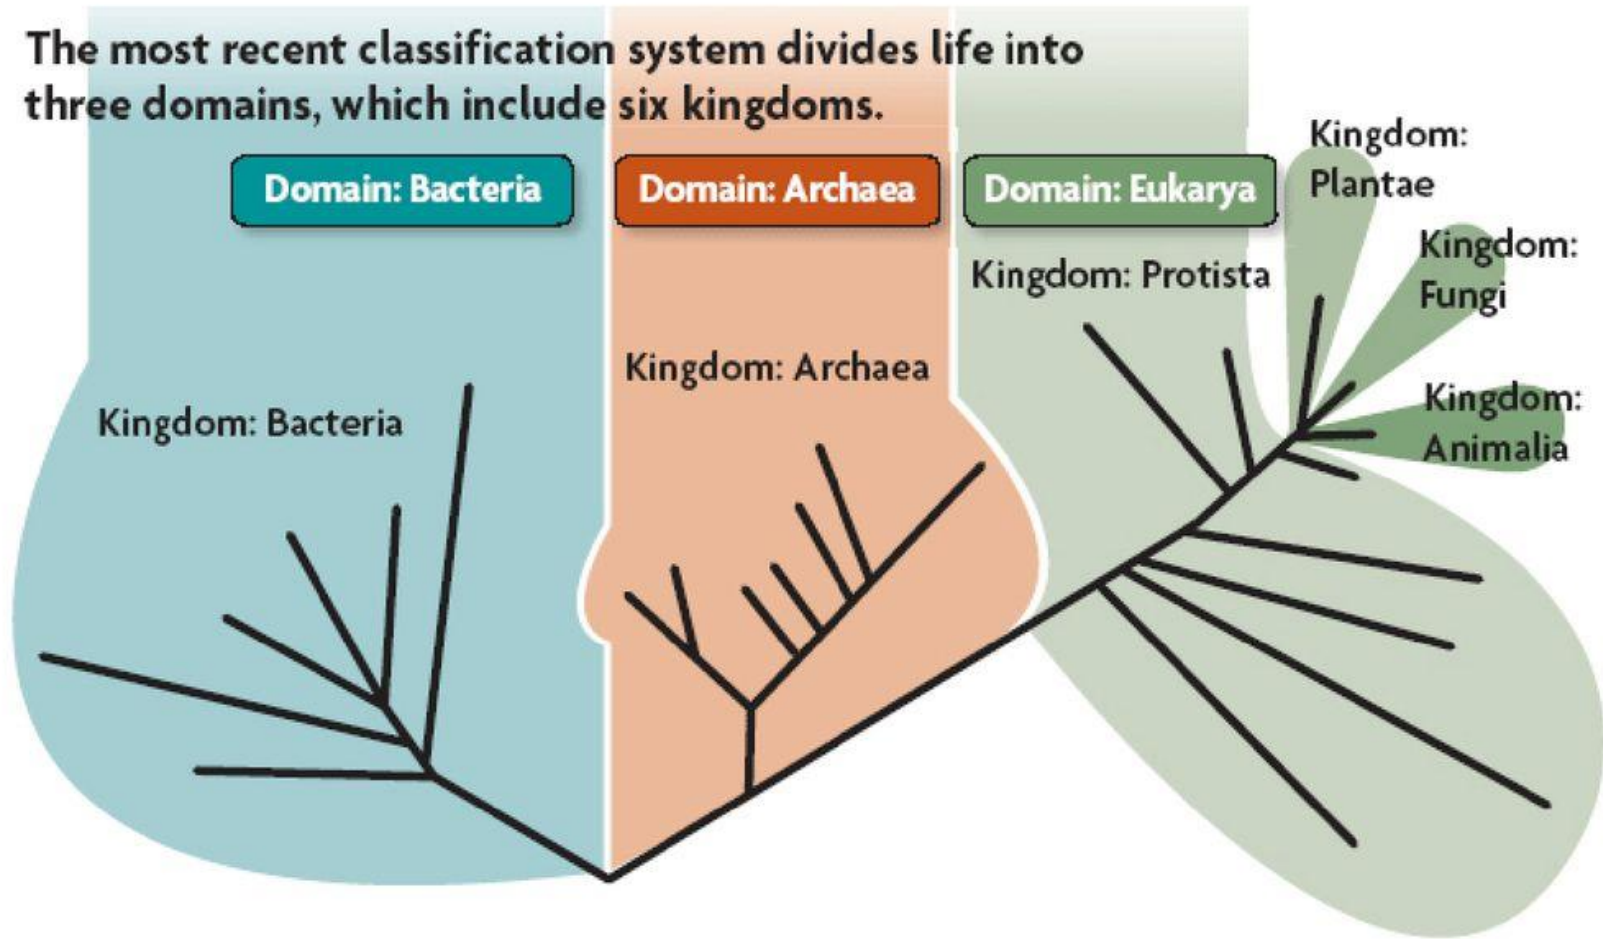 The most recent classification system divides life into
three domains, which include six kingdoms.
Domain: Bacteria
Domain: Archaea
Domain: Eukarya
Kingdom: Bacteria
Kingdom: Archaea
Kingdom: Protista
Kingdom:
Plantae
Kingdom:
Fungi
Kingdom:
Animalia